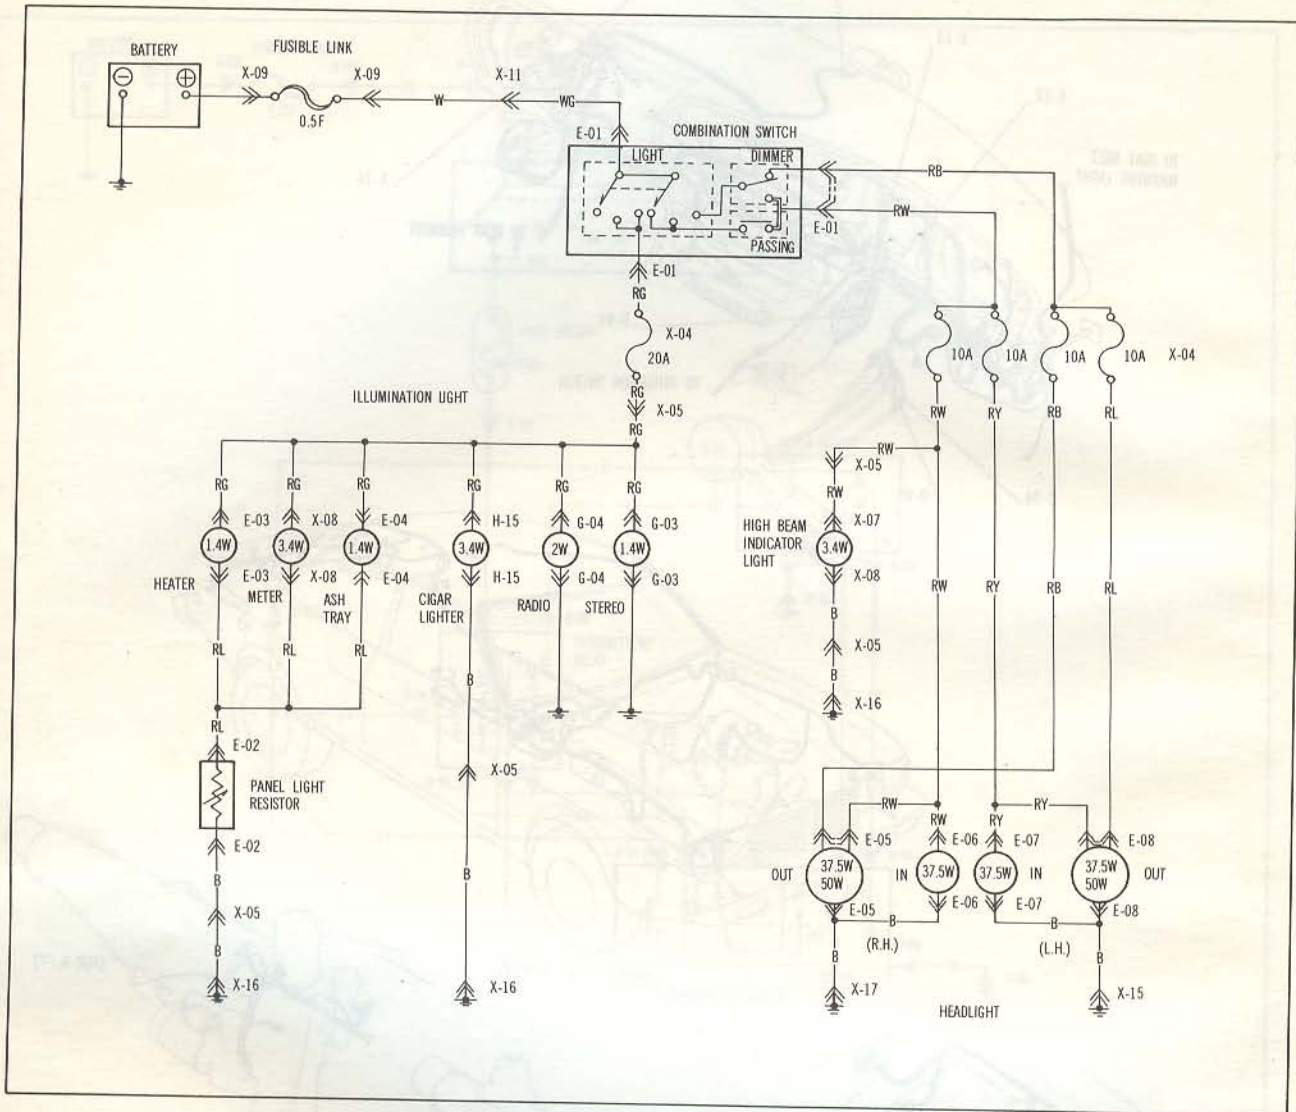 BATTERY
FUSIBLE LINK
X-09
X-09
X-11
W
WG
0.5F
E-01
COMBINATION SWITCH
LIGHT
DIMMER
RB
RW
E-01
PASSING
E-01
RG
X-04
20A
10A
10A
10A
10A
X-04
RG
X-05
RG
ILLUMINATION LIGHT
RW
RY
RB
RL
RW
X-05
RW
RG
RG
RG
RG
RG
RG
E-03
X-08
E-04
H-15
G-04
G-03
1.4W
3.4W
1.4W
3.4W
2W
1.4W
E-03
X-08
E-04
H-15
G-04
G-03
HEATER
METER
ASH
TRAY
CIGAR
LIGHTER
RADIO
STEREO
HIGH BEAM
INDICATOR
LIGHT
X-07
3.4W
X-08
B
X-05
B
X-16
RW
RY
RB
RL
RL
RL
RL
B
RL
E-02
PANEL LIGHT
RESISTOR
X-05
E-02
B
X-05
B
X-16
B
X-16
RW
RW
RY
RY
E-05
E-06
E-07
E-08
OUT
37.5W
50W
IN
37.5W
37.5W
IN
37.5W
50W
OUT
E-05
E-06
E-07
E-08
B
(R.H.)
B
(L.H.)
B
B
X-17
X-15
HEADLIGHT